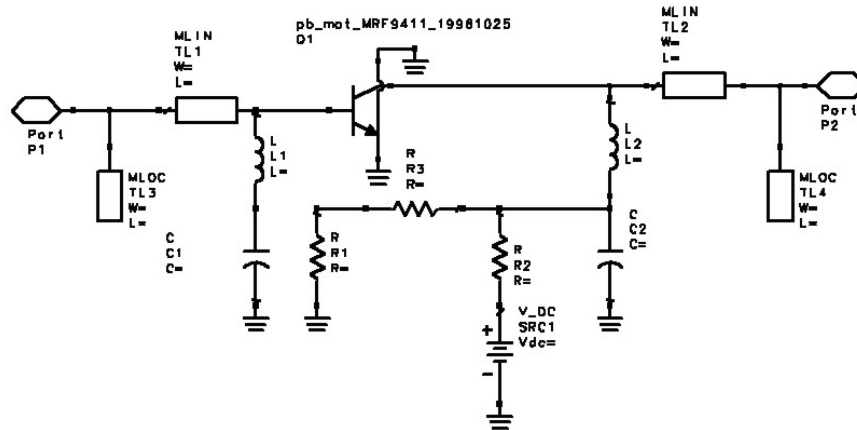 pb_mot_MRF9411_19981025
Q1
MLIN
TL1
W=
L=
MLIN
TL2
W=
L=
Port
P1
Port
P2
MLOC
TL3
W=
L=
L
L1
L=
R
R3
R=
L
L2
L=
MLOC
TL4
W=
L=
C
C1
C=
R
R1
R=
R
R2
R=
C
C2
C=
+
V_DC
SRC1
Vdc=
-